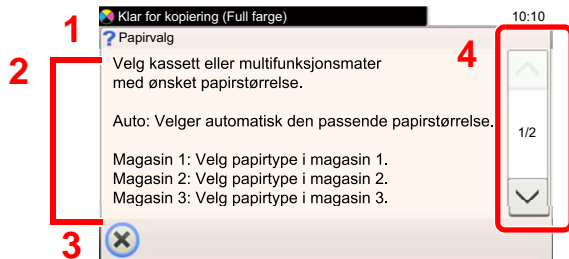 Klar for kopiering (Full farge) 10:10
1
? Papirvalg
2
4
Velg kassett eller multifunksjonsmater
med ønsket papirstørrelse.
Auto: Velger automatisk den passende papirstørrelse.
1/2
Magasin 1: Velg papirtype i magasin 1.
Magasin 2: Velg papirtype i magasin 2.
Magasin 3: Velg papirtype i magasin 3.
3